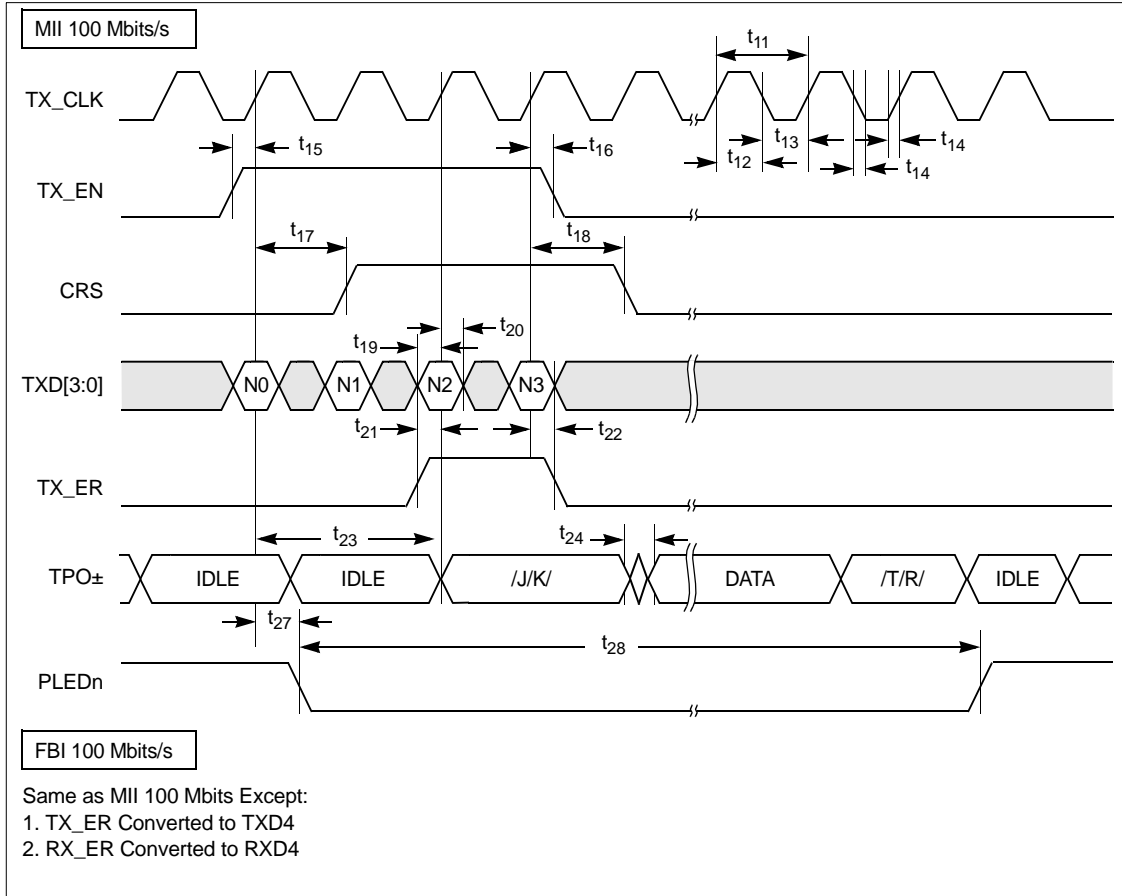 MII 100 Mbits/s
t11
TX_CLK
t15
t16
t12
t13
t14
t14
TX_EN
t17
t18
CRS
t19
t20
TXD[3:0]
N0
N1
N2
N3
t21
t22
TX_ER
t23
t24
TPO±
IDLE
IDLE
/J/K/
DATA
/T/R/
IDLE
t27
t28
PLEDn
FBI 100 Mbits/s
Same as MII 100 Mbits Except:
1. TX_ER Converted to TXD4
2. RX_ER Converted to RXD4